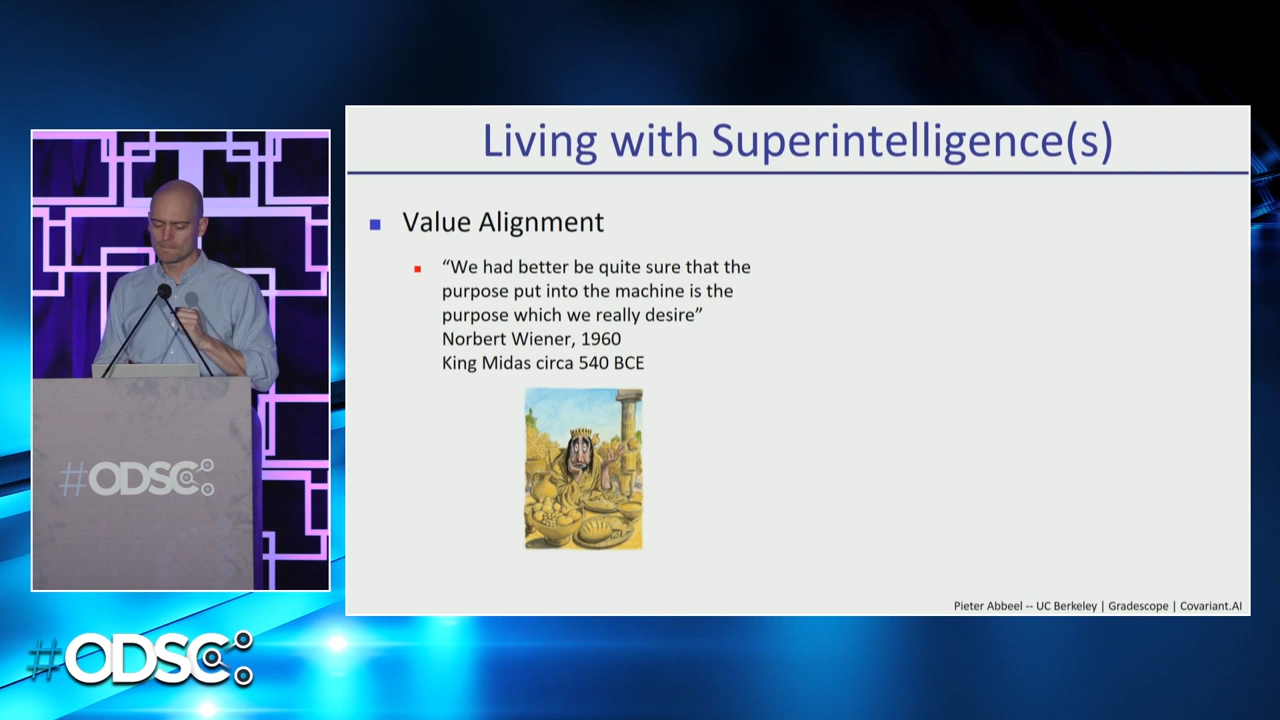 Living with Superintelligence(s)
Value Alignment
“We had better be quite sure that the
purpose put into the machine is the
purpose which we really desire”
Norbert Wiener, 1960
King Midas circa 540 BCE
Pieter Abbeel -- UC Berkeley | Gradescope | Covariant.AI
#ODSC
#ODSC